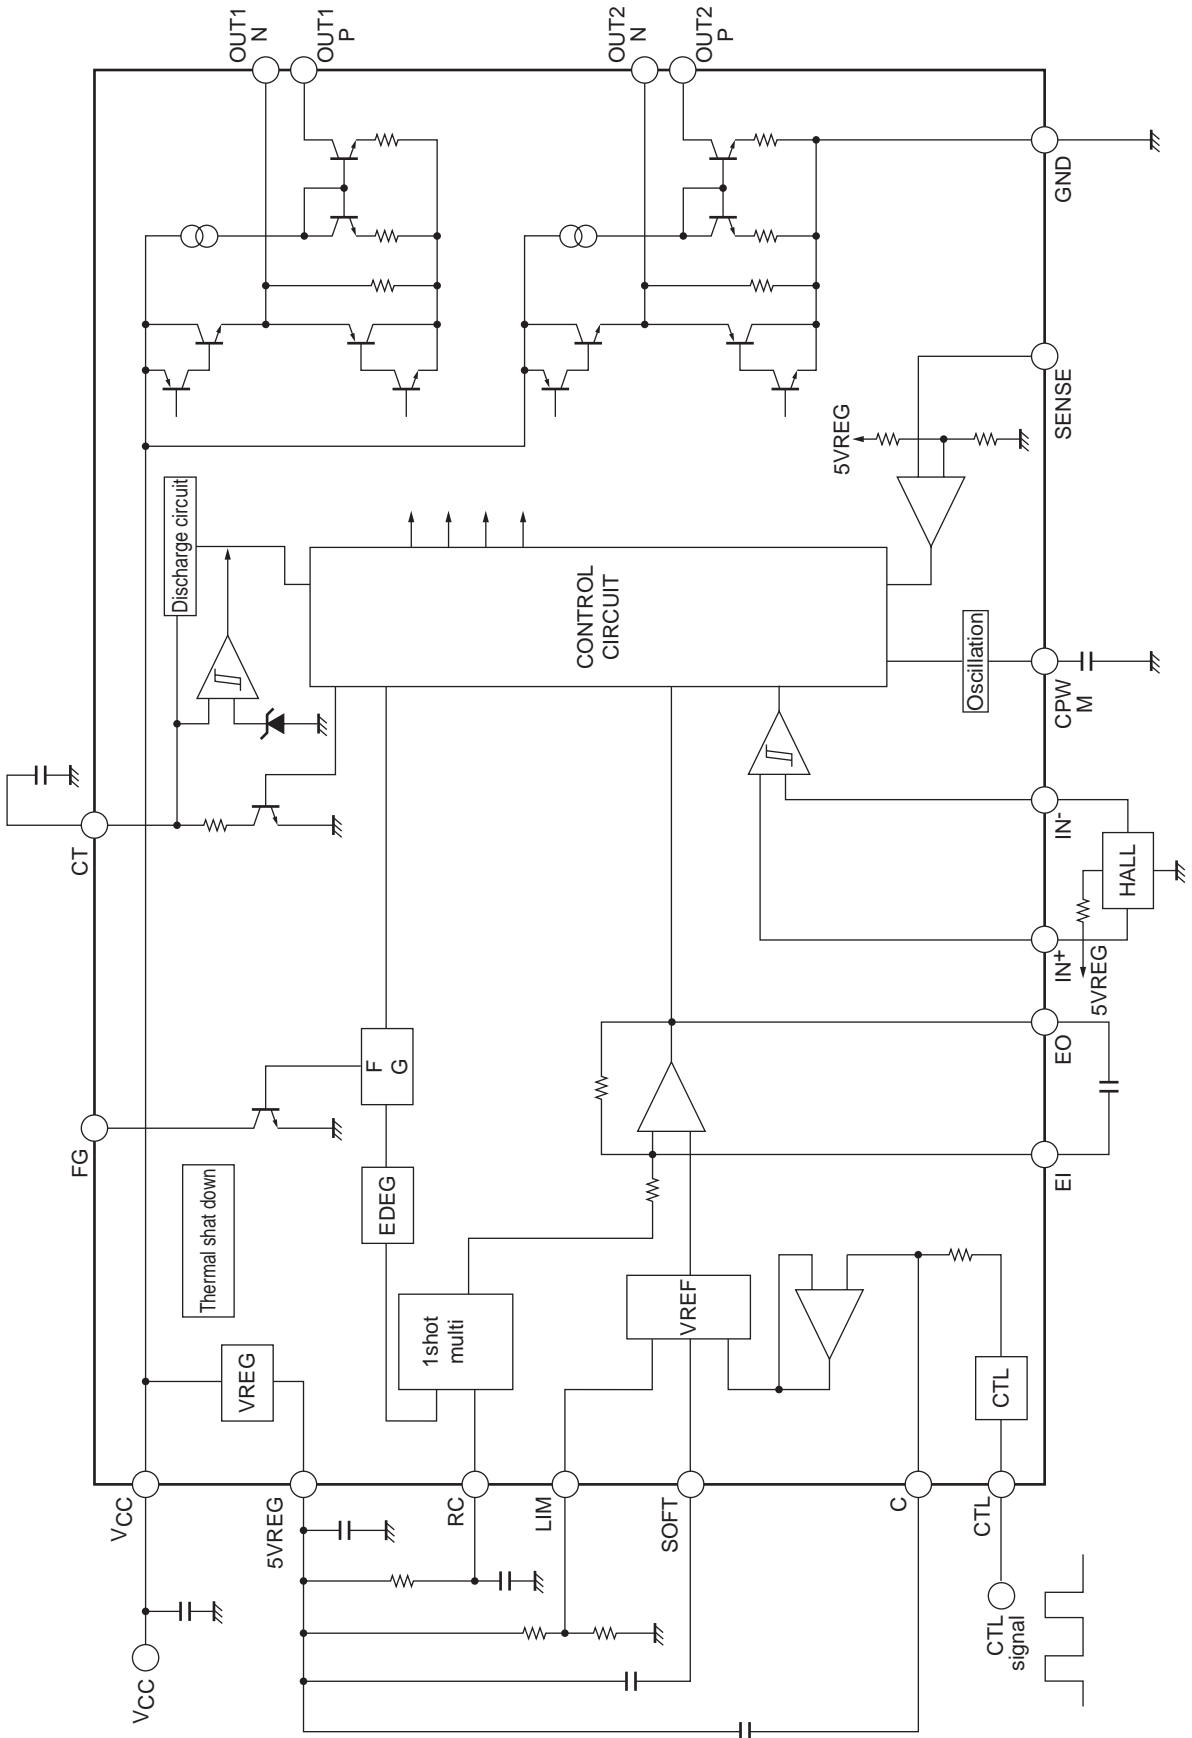 OUT1
N
OUT1
P
OUT2
N
OUT2
P
GND
SENSE
5VREG
Discharge circuit
CONTROL
CIRCUIT
Oscillation
CPW
M
CT
IN-
HALL
IN+
5VREG
F
G
EO
FG
EDEG
EI
Thermal shat down
1shot
multi
VREF
VREG
CTL
VCC
5VREG
RC
LIM
SOFT
C
CTL
VCC
CTL
signal